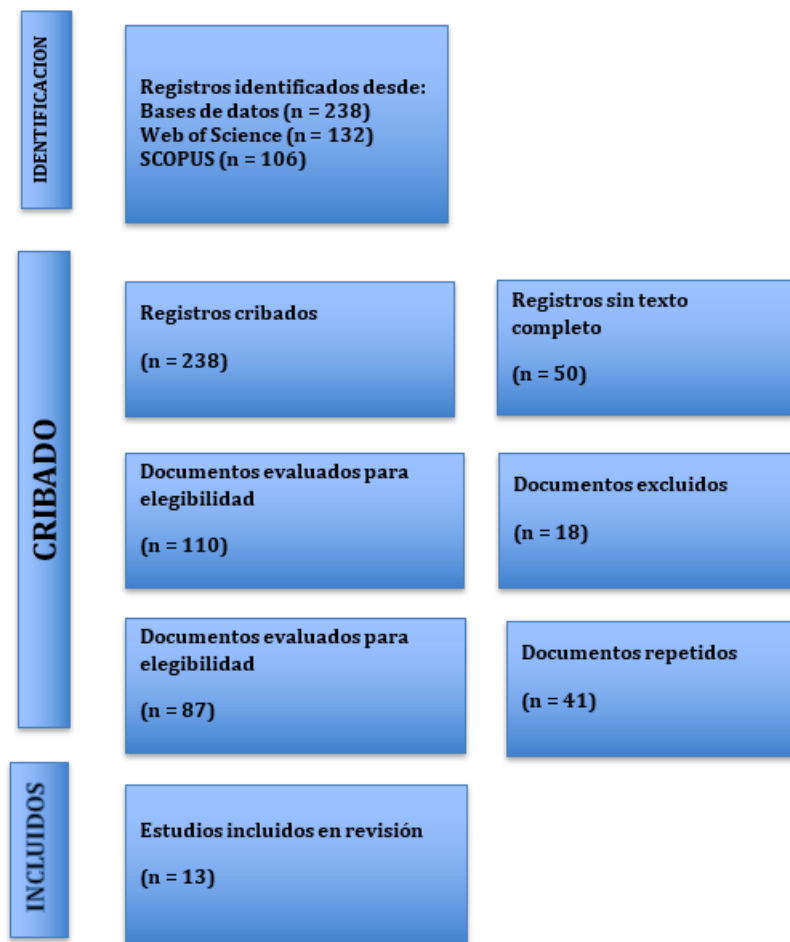 IDENTIFICACION
Registros identificados desde:
Bases de datos (n = 238)
Web of Science (n = 132)
SCOPUS (n = 106)
CRIBADO
Registros cribados
(n = 238)
Registros sin texto
completo
(n = 50)
Documentos evaluados para
elegibilidad
(n = 110)
Documentos excluidos
(n = 18)
Documentos evaluados para
elegibilidad
(n = 87)
Documentos repetidos
(n = 41)
INCLUIDOS
Estudios incluidos en revisión
(n = 13)